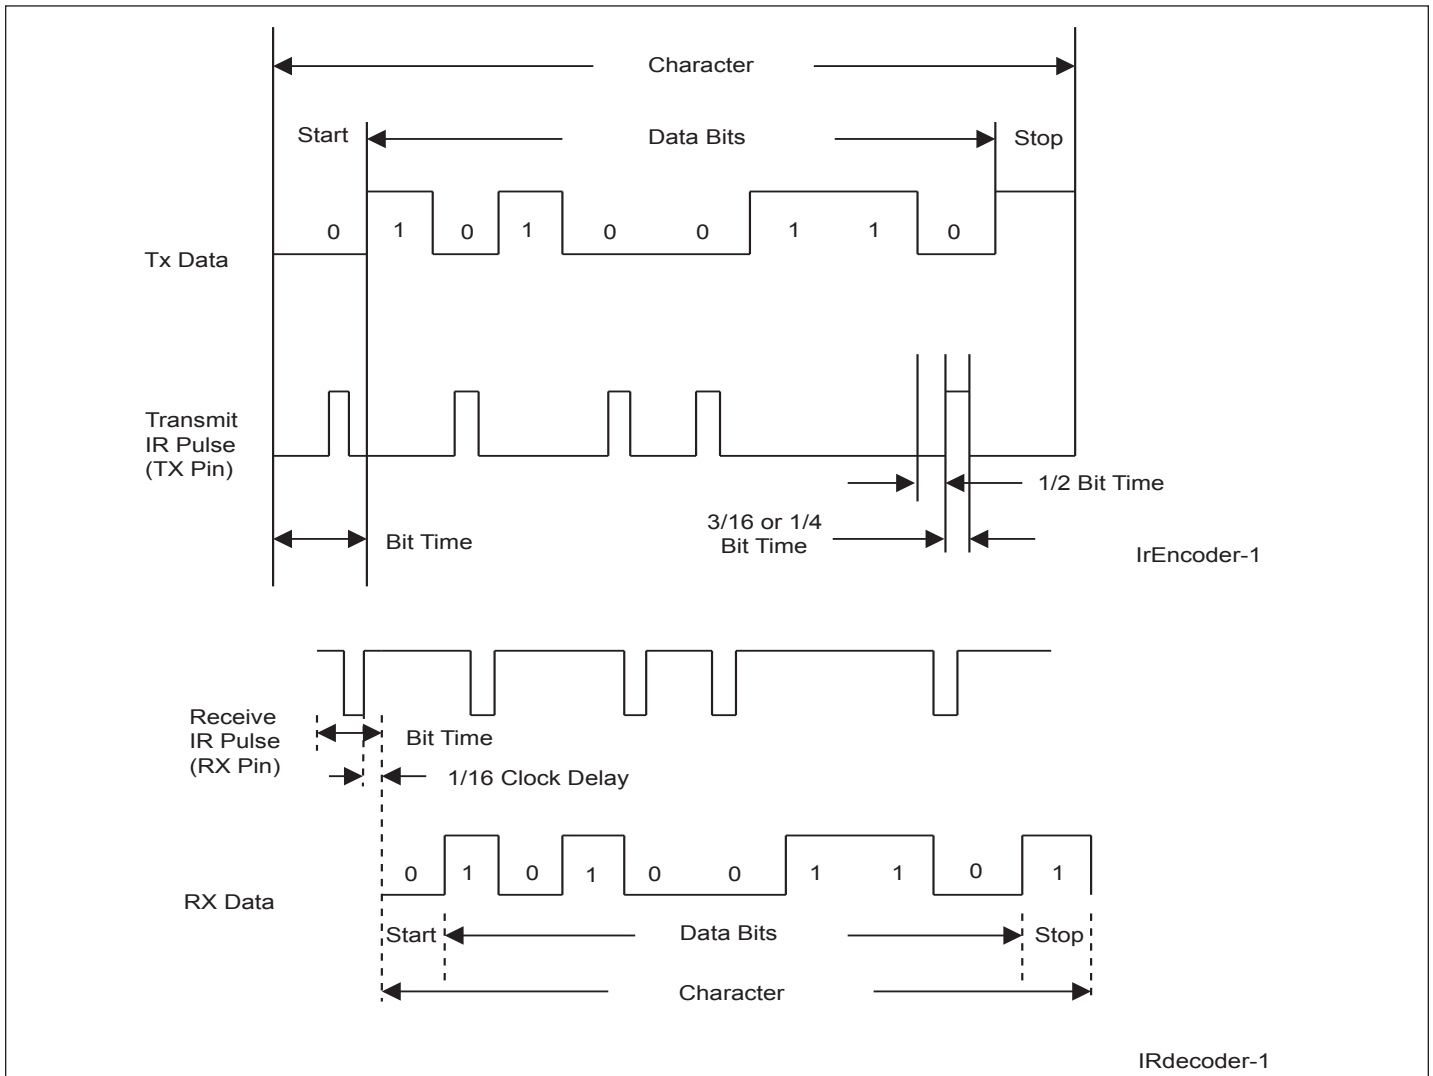 Character
Start Data Bits Stop
0 1 0 1 0 0 1 1 0
Tx Data
Transmit
IR Pulse
(TX Pin)
1/2 Bit Time
Bit Time
3/16 or 1/4
Bit Time
IrEncoder-1
Receive
IR Pulse
(RX Pin)
Bit Time
1/16 Clock Delay
0 1 0 1 0 0 1 1 0 1
RX Data
Start Data Bits Stop
Character
IRdecoder-1